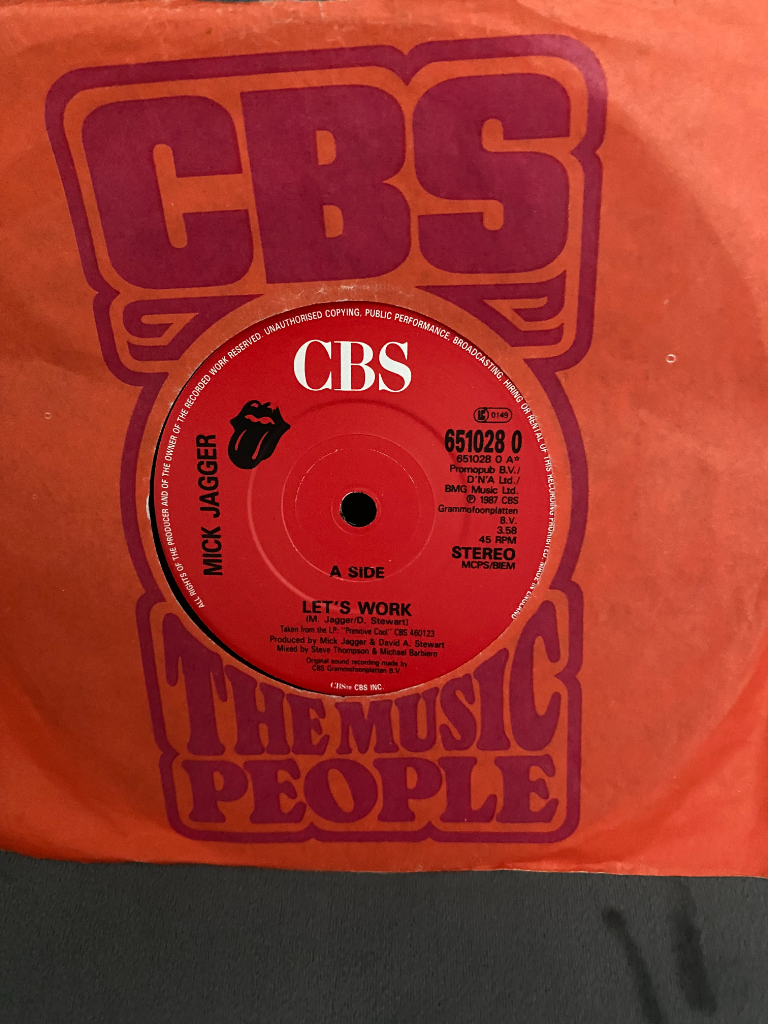 CBS
ALL RIGHTS OF THE PRODUCER AND OF THE OWNER OF THE RECORDED WORK RESERVED. UNAUTHORISED COPYING, PUBLIC PERFORMANCE, BROADCASTING, HIRING OR RENTAL OF THIS RECORDING PROHIBITED. MADE IN ENGLAND
CBS
MICK JAGGER
0149
651028 0
651028 0 A*
Promopub B.V./
D'N'A Ltd./
BMG Music Ltd.
℗ 1987 CBS
Grammofoonplatten
B.V.
3.58
45 RPM
STEREO
MCPS/BIEM
A SIDE
LET'S WORK
(M. Jagger/D. Stewart)
Taken from the LP: "Primitive Cool" CBS 460123
Produced by Mick Jagger & David A. Stewart
Mixed by Steve Thompson & Michael Barbiero
Original sound recording made by
CBS Grammofoonplatten B.V
CBS™ CBS INC.
THE MUSIC
PEOPLE